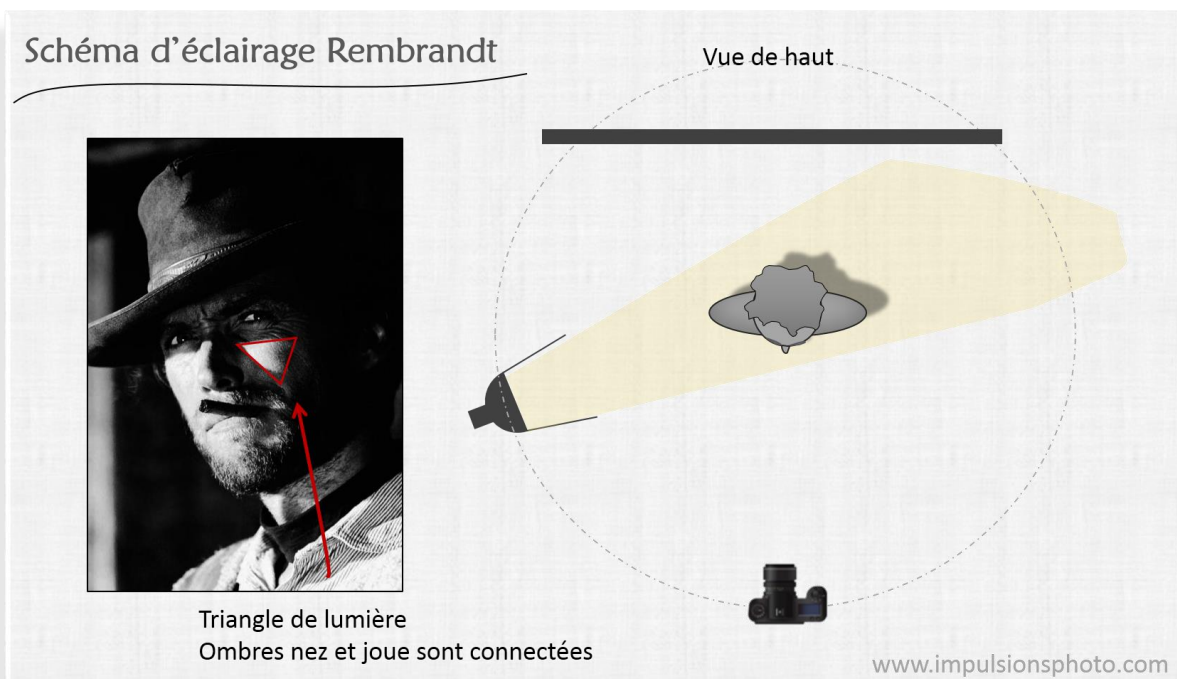 Schéma d'éclairage Rembrandt
Vue de haut
Triangle de lumière
Ombres nez et joue sont connectées
www.impulsionsphoto.com